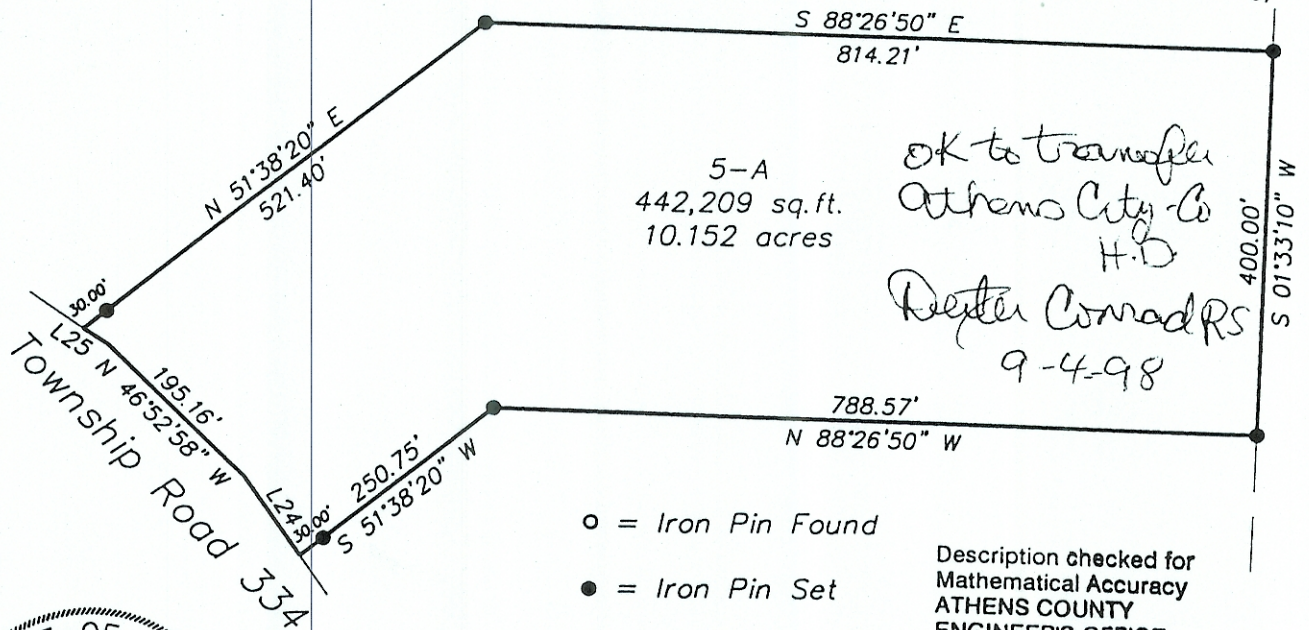 S 88°26'50" E
814.21'
N 51°38'20" E
521.40'
5-A
442,209 sq.ft.
10.152 acres
OK to transfer
Athens City-Co
H.D
Dexter Conrad RS
9-4-98
400.00'
S 01°33'10" W
30.00'
L25
N 46°52'58" W
195.16'
Township Road 334
L24
30.00'
250.75'
S 51°38'20" W
788.57'
N 88°26'50" W
O = Iron Pin Found
● = Iron Pin Set
Description checked for
Mathematical Accuracy
ATHENS COUNTY
ENGINEER'S OFFICE